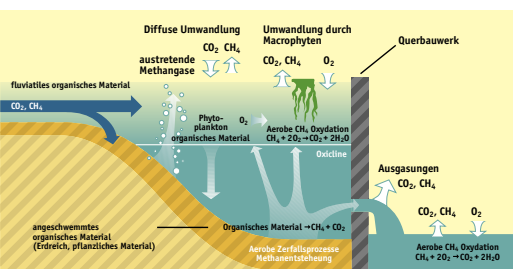 Diffuse Umwandlung
CO2 CH4
austretende
Methangase
Umwandlung durch
Macrophyten
CO2, CH4
O2
Querbauwerk
fluviatiles organisches Material
CO2, CH4
Phyto-
plankton
organisches Material
O2
Aerobe CH4 Oxydation
CH4 + 2O2→CO2 + 2H2O
Oxicline
Ausgasungen
CO2, CH4
angeschwemmtes
organisches Material
(Erdreich, pflanzliches Material)
Organisches Material →CH4 + CO2
Aerobe Zerfallsprozesse
Methanentsteheung
CO2, CH4
O2
Aerobe CH4 Oxydation
CH4 + 2O2 →CO2 + 2H2O